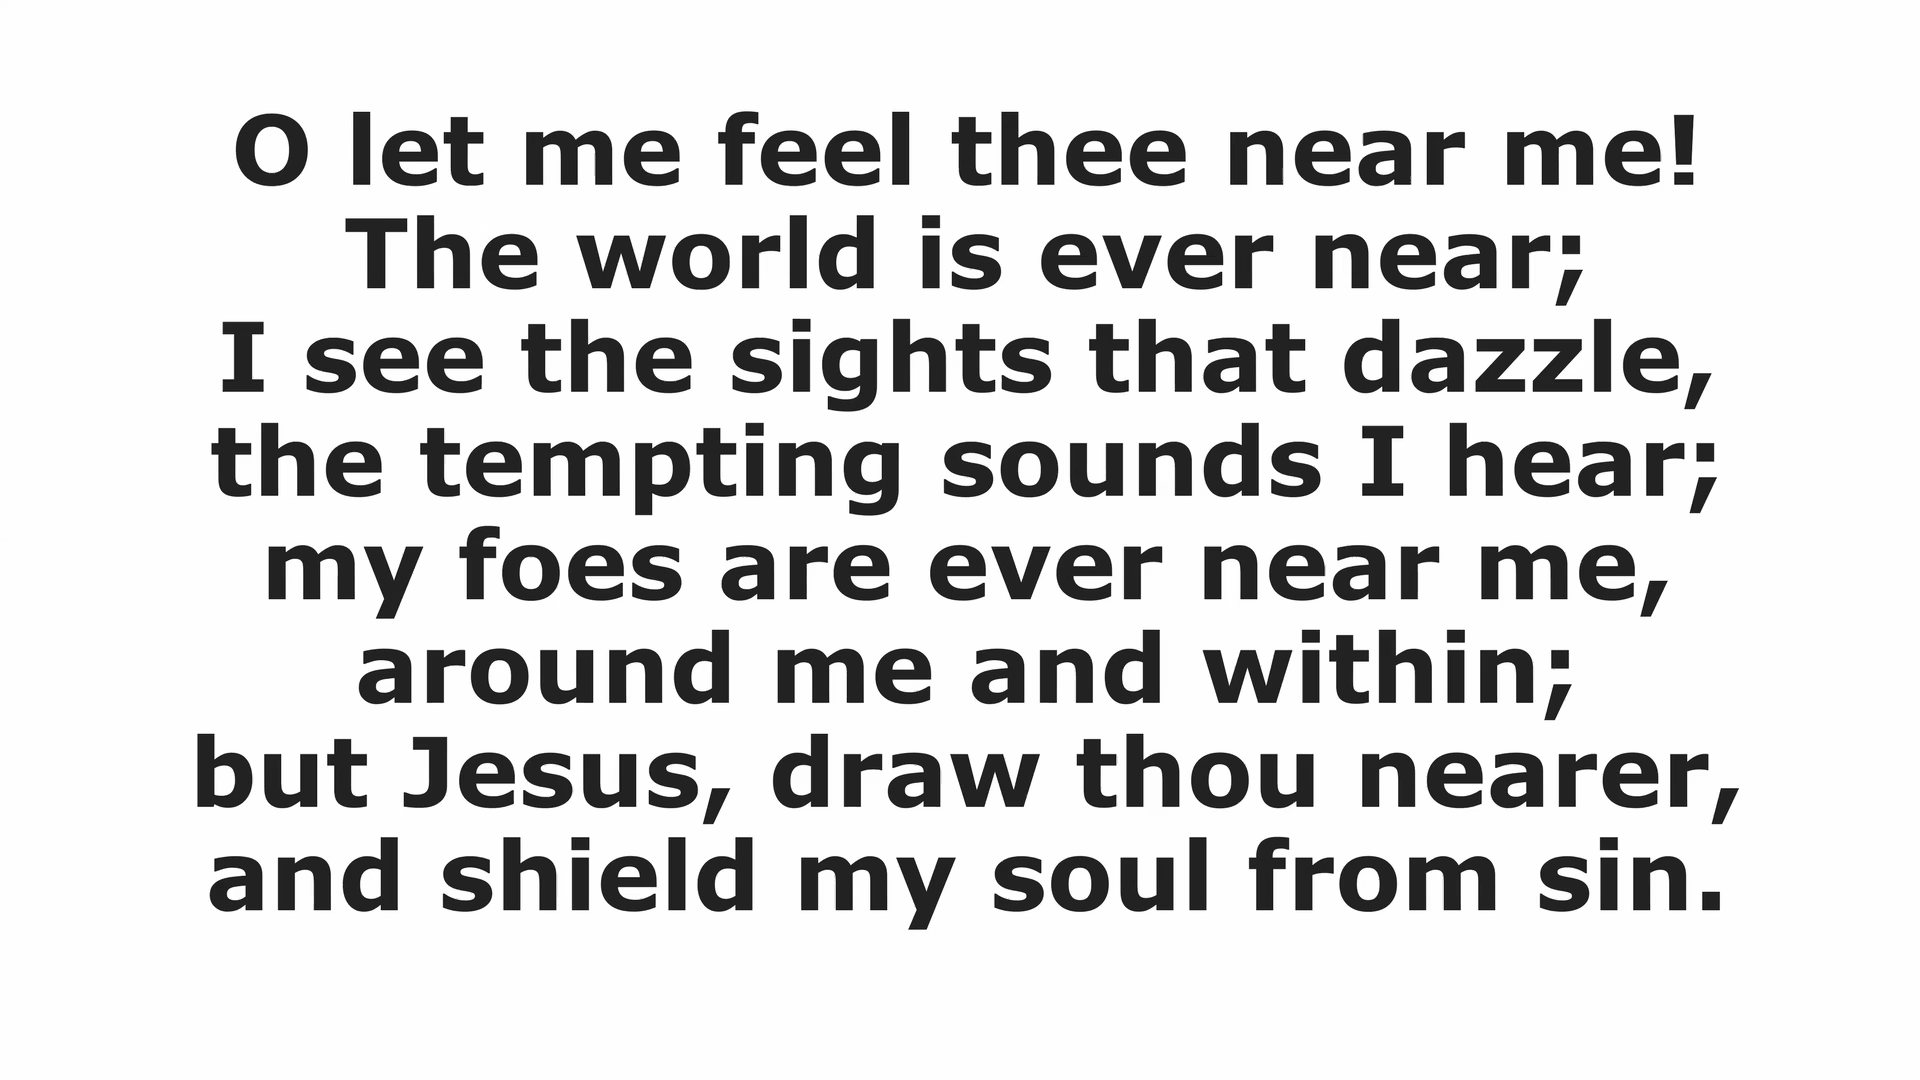 O let me feel thee near me!
The world is ever near;
I see the sights that dazzle,
the tempting sounds I hear;
my foes are ever near me,
around me and within;
but Jesus, draw thou nearer,
and shield my soul from sin.